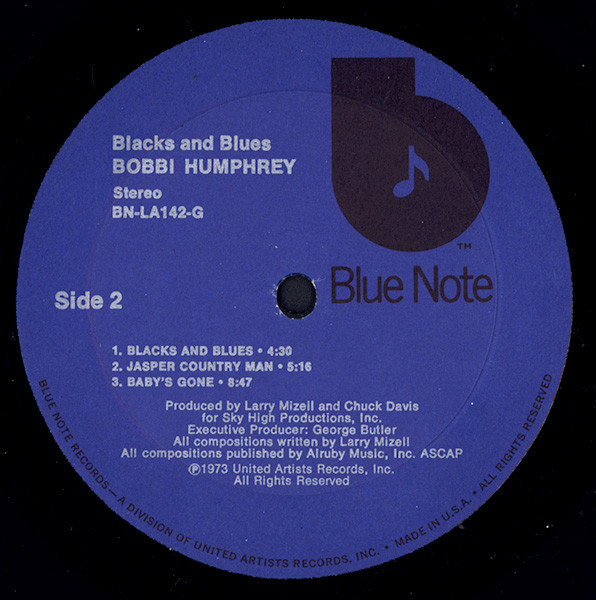 Blacks and Blues
BOBBI HUMPHREY
Stereo
BN-LA142-G
TM
Blue Note
Side 2
1. BLACKS AND BLUES • 4:30
2. JASPER COUNTRY MAN • 5:16
3. BABY'S GONE • 8:47
Produced by Larry Mizell and Chuck Davis
for Sky High Productions, Inc.
Executive Producer: George Butler
All compositions written by Larry Mizell
All compositions published by Alruby Music, Inc. ASCAP
℗1973 United Artists Records, Inc.
All Rights Reserved
BLUE NOTE RECORDS—A DIVISION OF UNITED ARTISTS RECORDS, INC. • MADE IN U.S.A. • ALL RIGHTS RESERVED